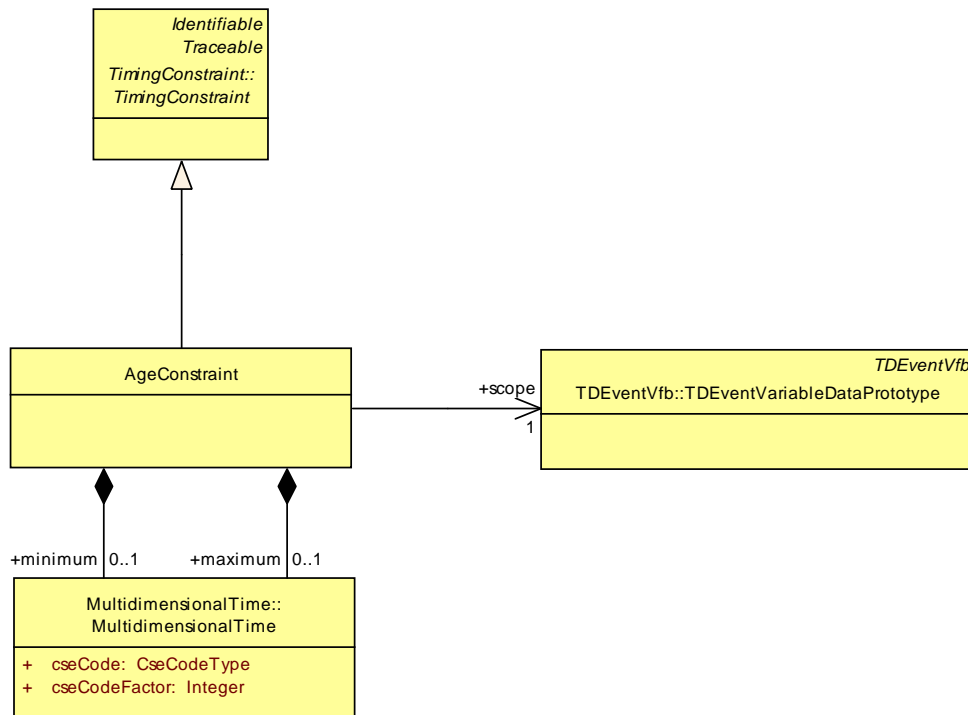 Identifiable
Traceable
TimingConstraint::
TimingConstraint
AgeConstraint
+scope
1
TDEventVfb
TDEventVfb::TDEventVariableDataPrototype
+minimum 0..1
+maximum 0..1
MultidimensionalTime::
MultidimensionalTime
+ cseCode: CseCodeType
+ cseCodeFactor: Integer